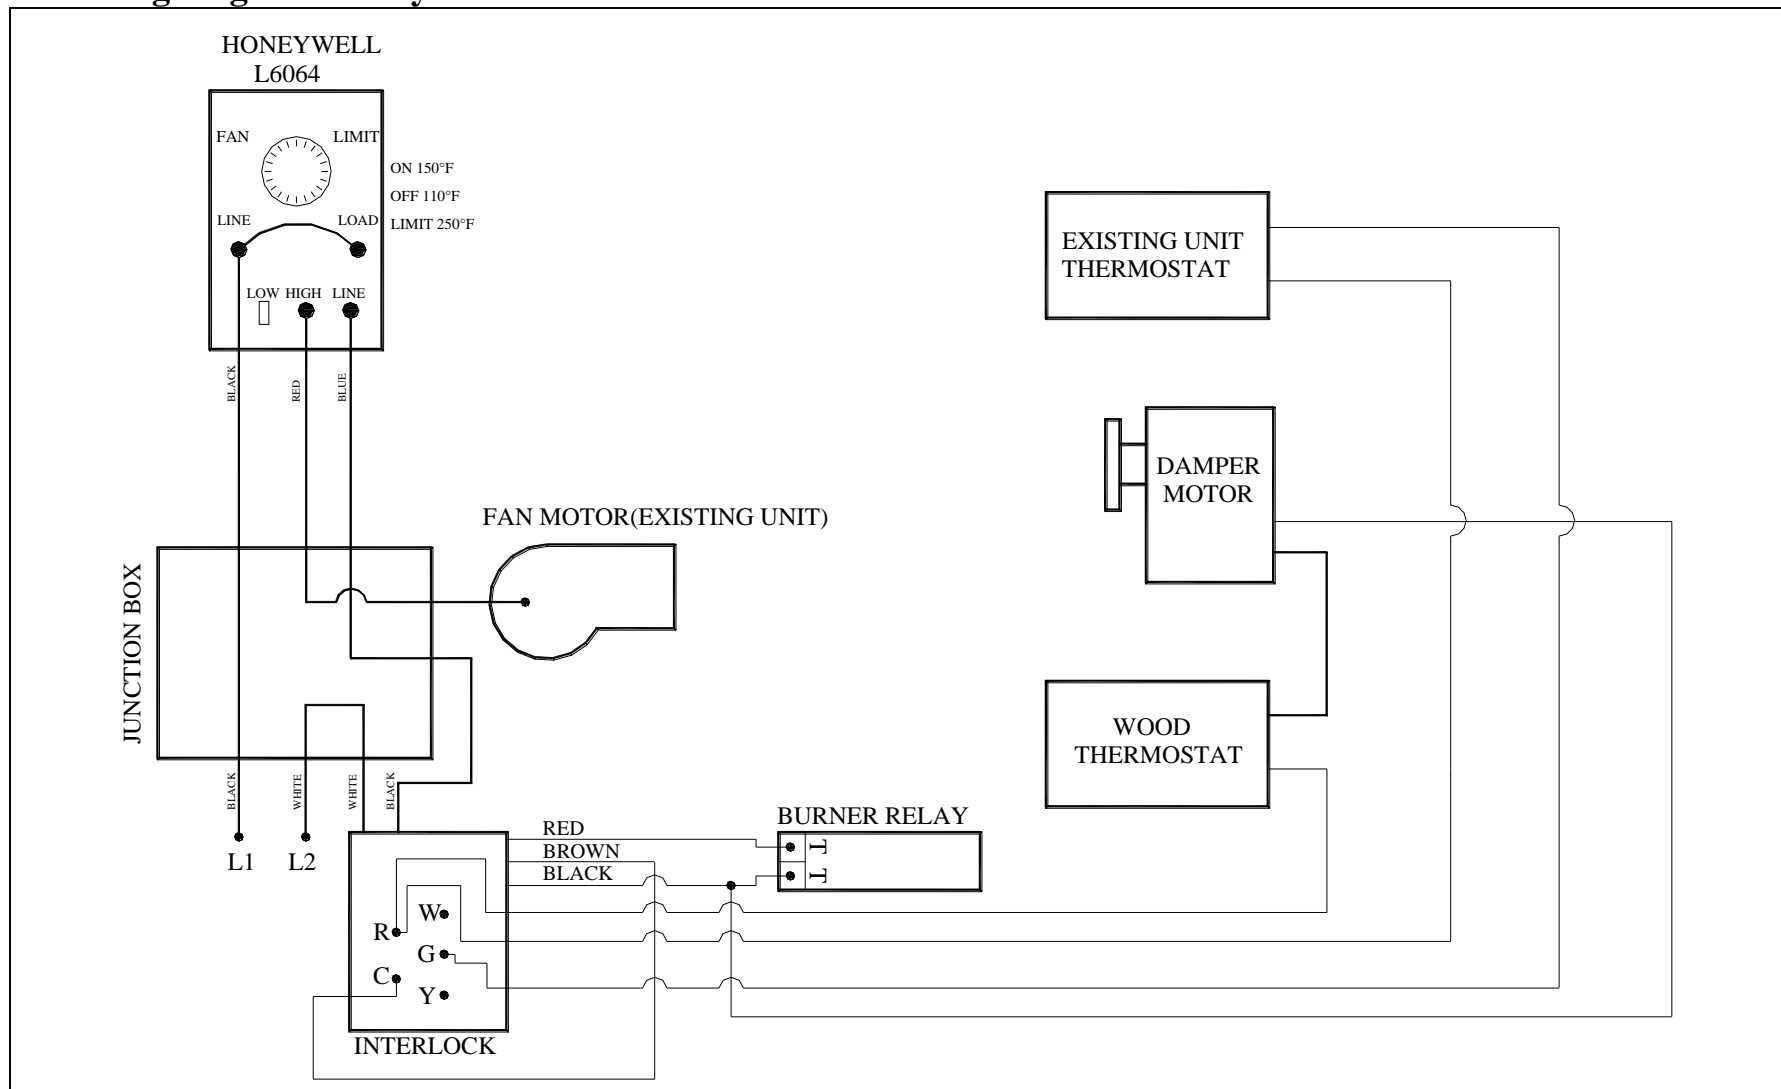 HONEYWELL
L6064
FAN LIMIT
ON 150°F
OFF 110°F
LINE LOAD LIMIT 250°F
LOW HIGH LINE
BLACK
RED
BLUE
EXISTING UNIT
THERMOSTAT
DAMPER
MOTOR
FAN MOTOR(EXISTING UNIT)
JUNCTION BOX
WOOD
THERMOSTAT
BLACK
WHITE
WHITE
BLACK
L1 L2
BURNER RELAY
RED
BROWN
BLACK
T
T
W
R
G
C
Y
INTERLOCK